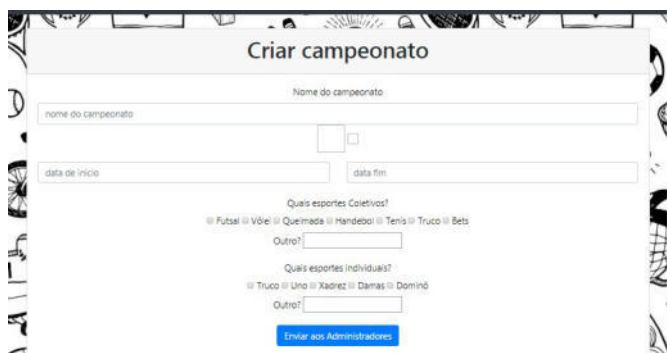 Criar campeonato
Nome do campeonato
nome do campeonato
data de inicio
data fim
Quais esportes Coletivos?
Futsal Vôlei Queimada Handebol Tenis Truco Bets
Outro?
Quais esportes individuais?
Truco Uno Xadrez Damas Dominó
Outro?
Enviar aos Administradores